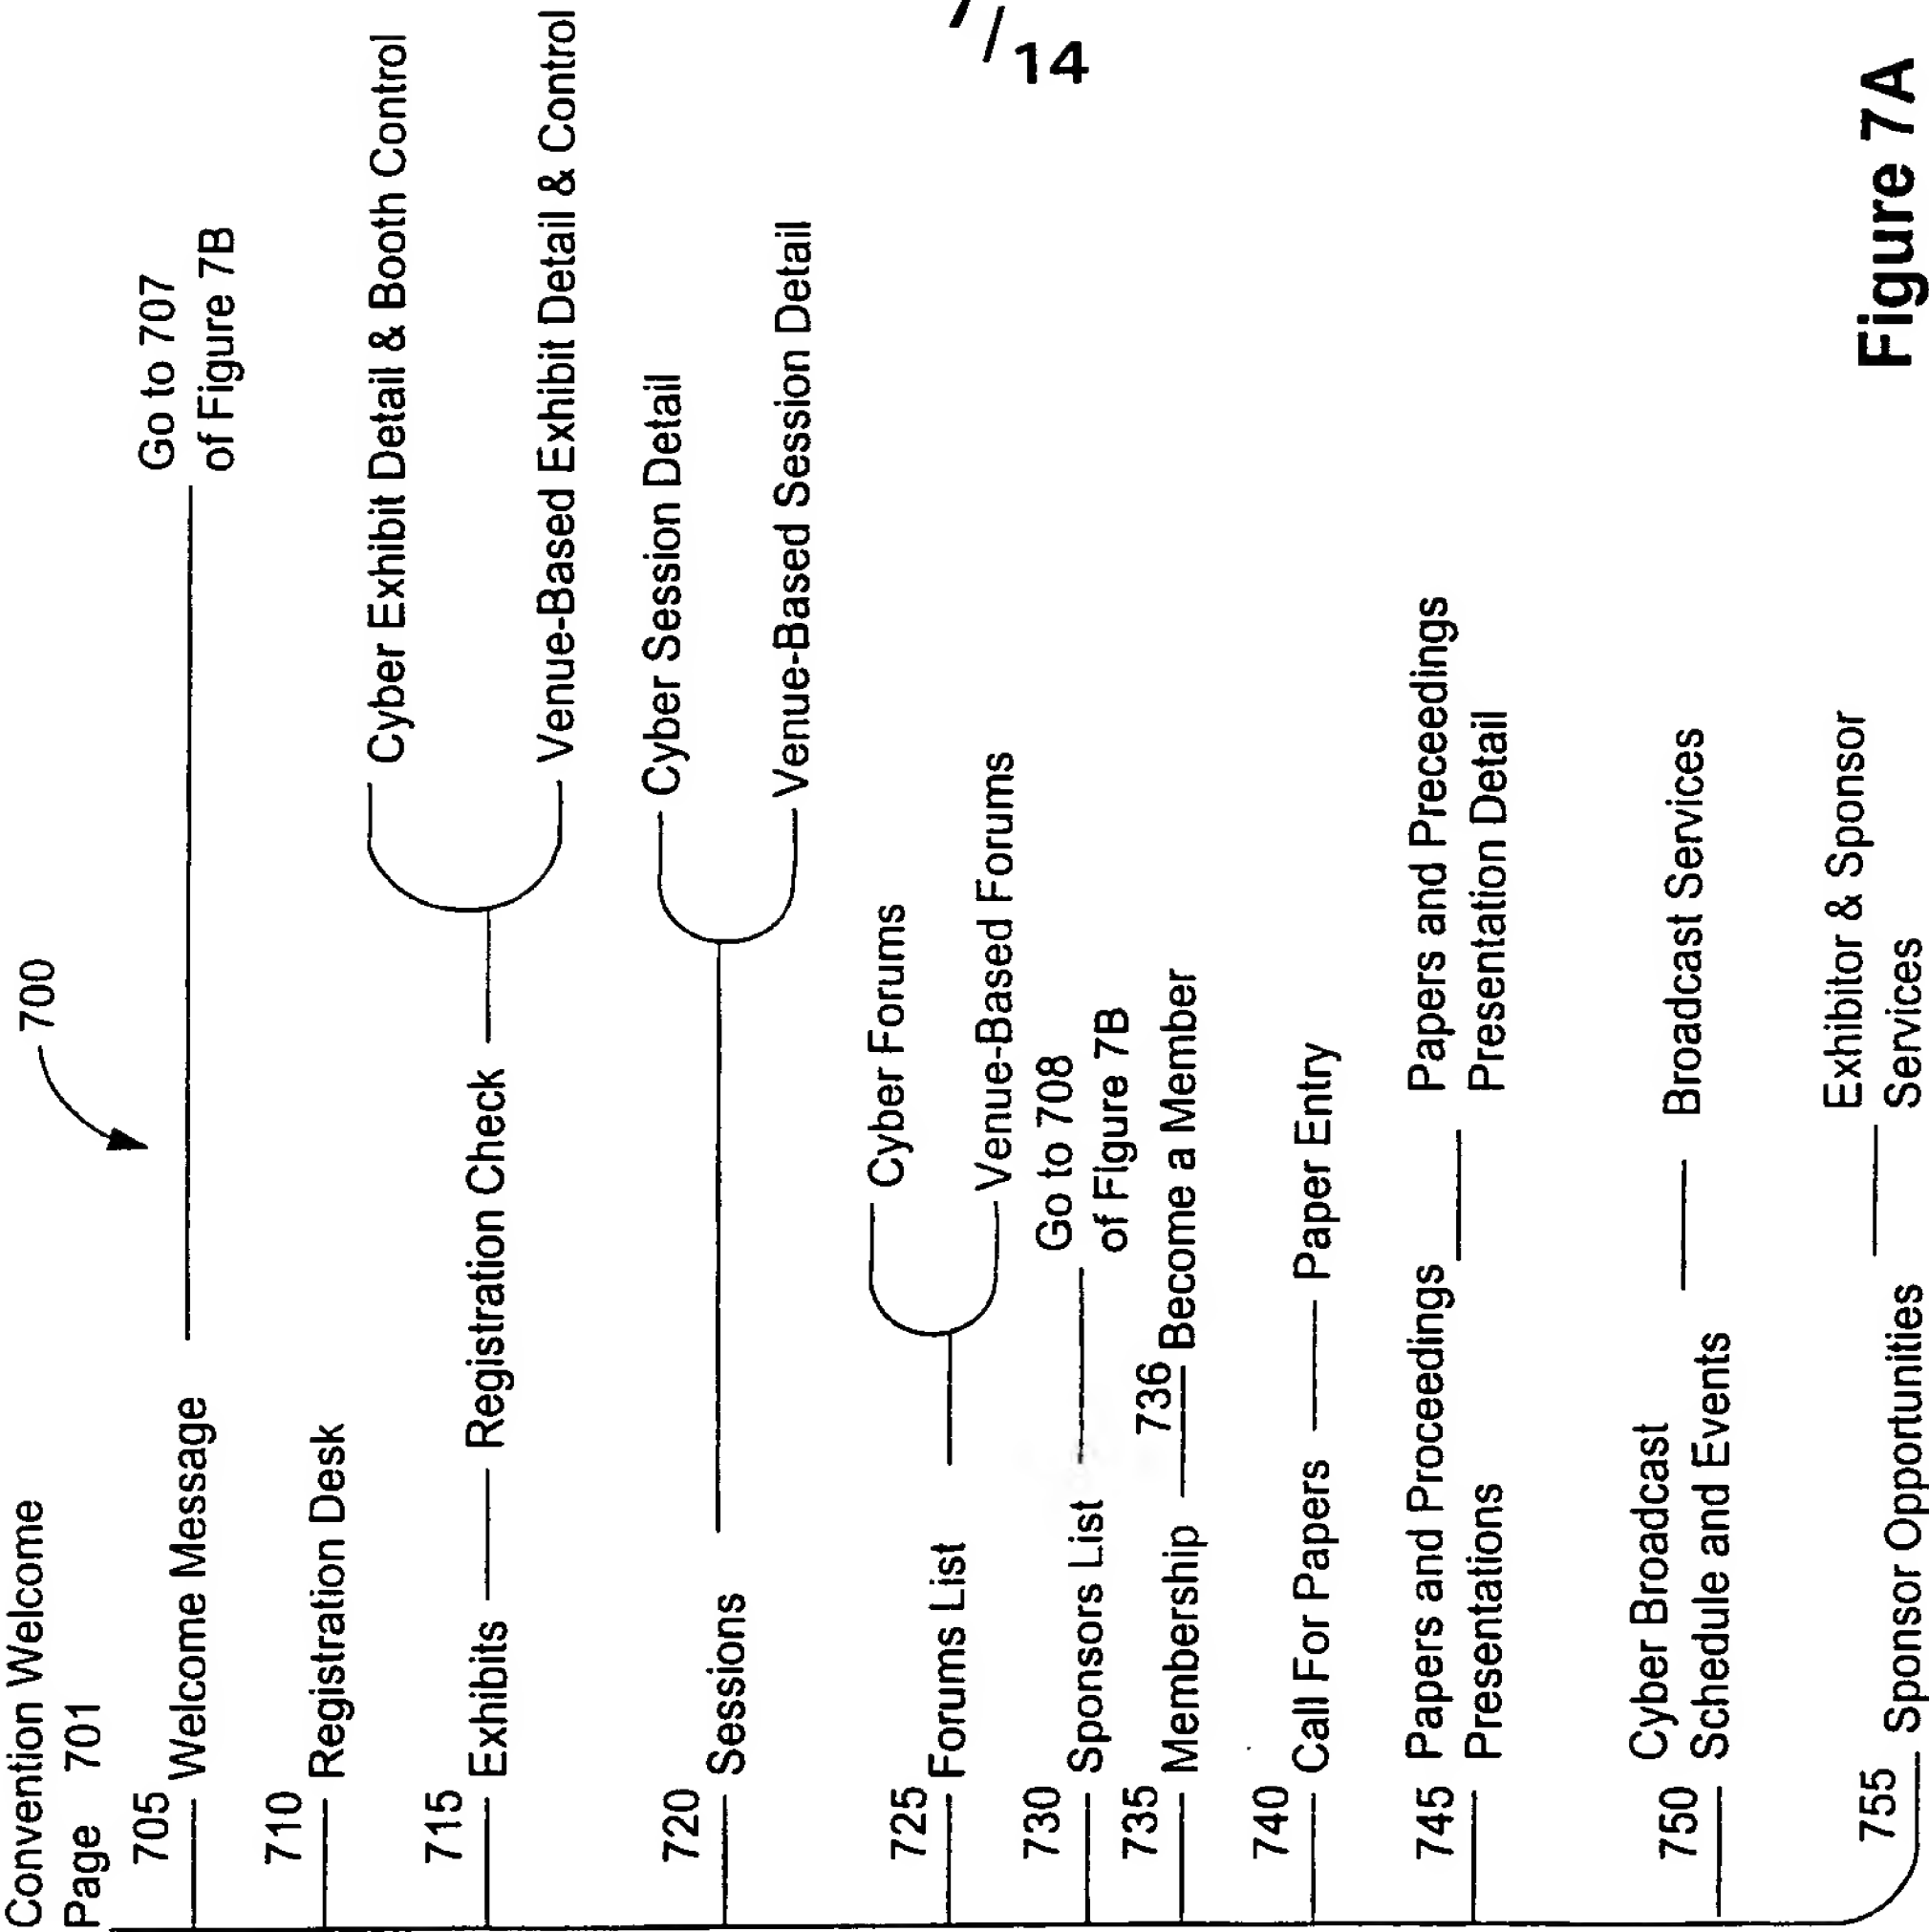 7/14
700
Convention Welcome
Page 701
705
Welcome Message
Go to 707
of Figure 7B
710
Registration Desk
715
Exhibits
Registration Check
Cyber Exhibit Detail & Booth Control
Venue-Based Exhibit Detail & Control
720
Sessions
Cyber Session Detail
Venue-Based Session Detail
725
Forums List
Cyber Forums
Venue-Based Forums
730
Sponsors List
Go to 708
of Figure 7B
735
Membership
736
Become a Member
740
Call For Papers
Paper Entry
745
Papers and Proceedings
Presentations
Papers and Preceedings
Presentation Detail
750
Cyber Broadcast
Schedule and Events
Broadcast Services
755
Sponsor Opportunities
Exhibitor & Sponsor
Services
Figure 7A